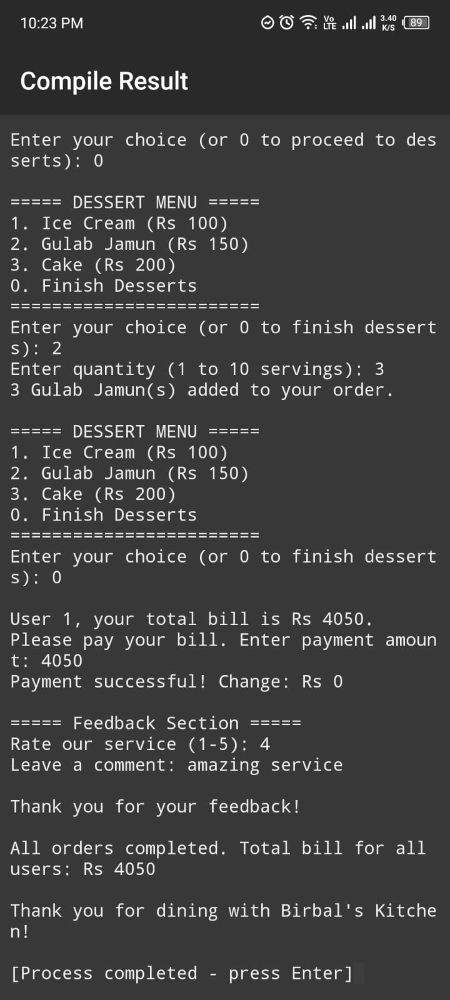 10:23 PM
Vo
LTE
3.40
K/S
89
Compile Result
Enter your choice (or 0 to proceed to des
serts): 0
===== DESSERT MENU =====
1. Ice Cream (Rs 100)
2. Gulab Jamun (Rs 150)
3. Cake (Rs 200)
0. Finish Desserts
========================
Enter your choice (or 0 to finish dessert
s): 2
Enter quantity (1 to 10 servings): 3
3 Gulab Jamun(s) added to your order.
===== DESSERT MENU =====
1. Ice Cream (Rs 100)
2. Gulab Jamun (Rs 150)
3. Cake (Rs 200)
0. Finish Desserts
========================
Enter your choice (or 0 to finish dessert
s): 0
User 1, your total bill is Rs 4050.
Please pay your bill. Enter payment amoun
t: 4050
Payment successful! Change: Rs 0
===== Feedback Section =====
Rate our service (1-5): 4
Leave a comment: amazing service
Thank you for your feedback!
All orders completed. Total bill for all
users: Rs 4050
Thank you for dining with Birbal's Kitche
n!
[Process completed - press Enter]